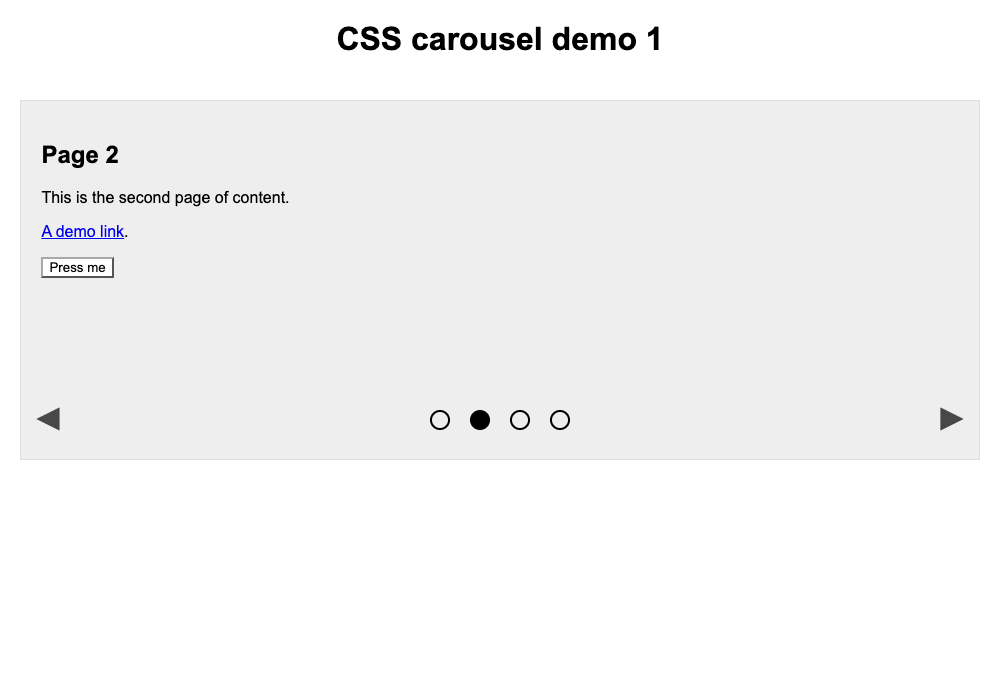 CSS carousel demo 1
Page 2
This is the second page of content.
A demo link.
Press me